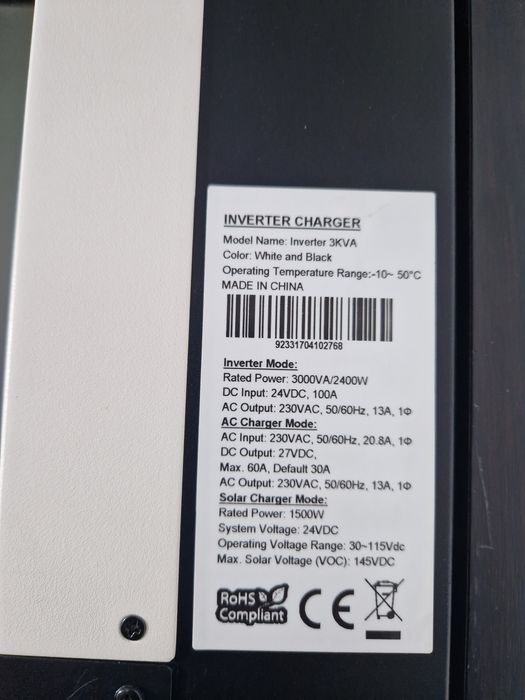 INVERTER CHARGER
Model Name: Inverter 3KVA
Color: White and Black
Operating Temperature Range:-10~ 50°C
MADE IN CHINA
92331704102768
Inverter Mode:
Rated Power: 3000VA/2400W
DC Input: 24VDC, 100A
AC Output: 230VAC, 50/60Hz, 13A, 1Φ
AC Charger Mode:
AC Input: 230VAC, 50/60Hz, 20.8A, 1Φ
DC Output: 27VDC,
Max. 60A, Default 30A
AC Output: 230VAC, 50/60Hz, 13A, 1Φ
Solar Charger Mode:
Rated Power: 1500W
System Voltage: 24VDC
Operating Voltage Range: 30~115Vdc
Max. Solar Voltage (VOC): 145VDC
RoHS
Compliant
CE